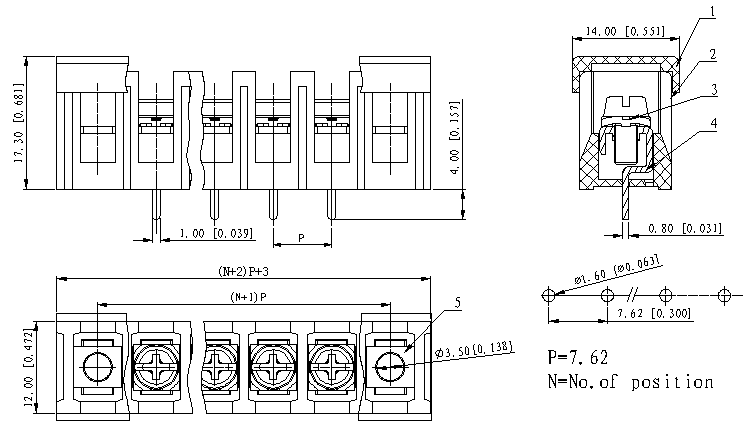 14.00 [0.551]
1
2
3
4
17.30 [0.681]
4.00 [0.157]
1.00 [0.039]
P
0.80 [0.031]
(N+2)P+3
(N+1)P
5
Ø3.50[0.138]
12.00 [0.472]
Ø1.60 [Ø0.063]
7.62 [0.300]
P=7.62
N=No.of position